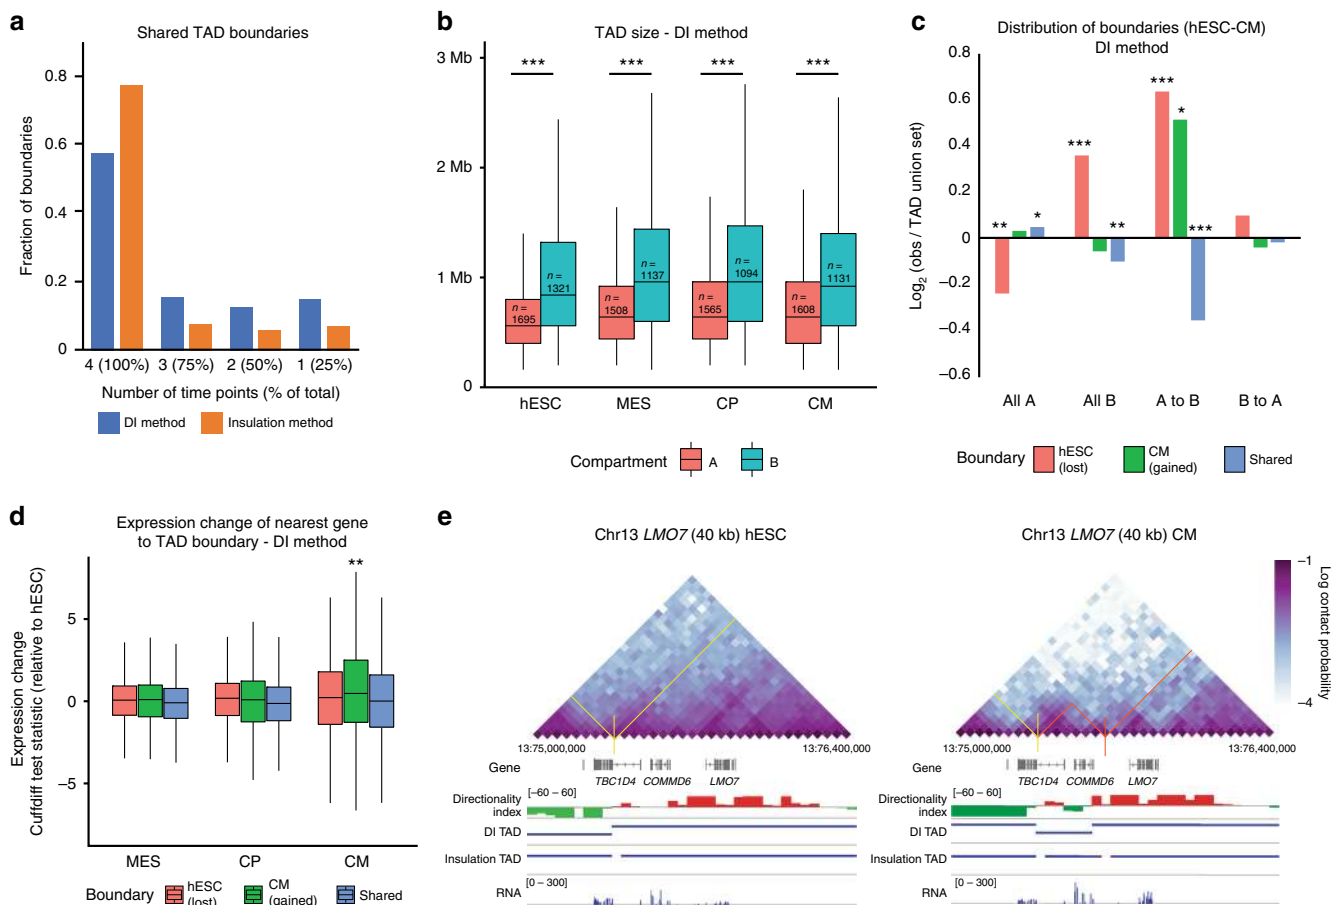 a
Shared TAD boundaries
Fraction of boundaries
0.8
0.6
0.4
0.2
0
4 (100%) 3 (75%) 2 (50%) 1 (25%)
Number of time points (% of total)
DI method Insulation method
b
TAD size - DI method
3 Mb
2 Mb
1 Mb
0
*** *** *** ***
n = 1695
n = 1321
n = 1508
n = 1137
n = 1565
n = 1094
n = 1608
n = 1131
hESC MES CP CM
Compartment A B
c
Distribution of boundaries (hESC-CM)
DI method
Log2 (obs / TAD union set)
0.8
0.6
0.4
0.2
0
–0.2
–0.4
–0.6
** * *** ** *** * ***
All A All B A to B B to A
Boundary hESC (lost) CM (gained) Shared
d
Expression change of nearest gene
to TAD boundary - DI method
Expression change
Cuffdiff test statistic (relative to hESC)
5
0
–5
**
MES CP CM
Boundary hESC (lost) CM (gained) Shared
e
Chr13 LMO7 (40 kb) hESC
13:75,000,000 13:76,400,000
Gene
TBC1D4 COMMD6 LMO7
[–60 – 60]
Directionality index
DI TAD
Insulation TAD
RNA
[0 – 300]
Chr13 LMO7 (40 kb) CM
–1
–4
Log contact probability
13:75,000,000 13:76,400,000
Gene
TBC1D4 COMMD6 LMO7
[–60 – 60]
Directionality index
DI TAD
Insulation TAD
RNA
[0 – 300]